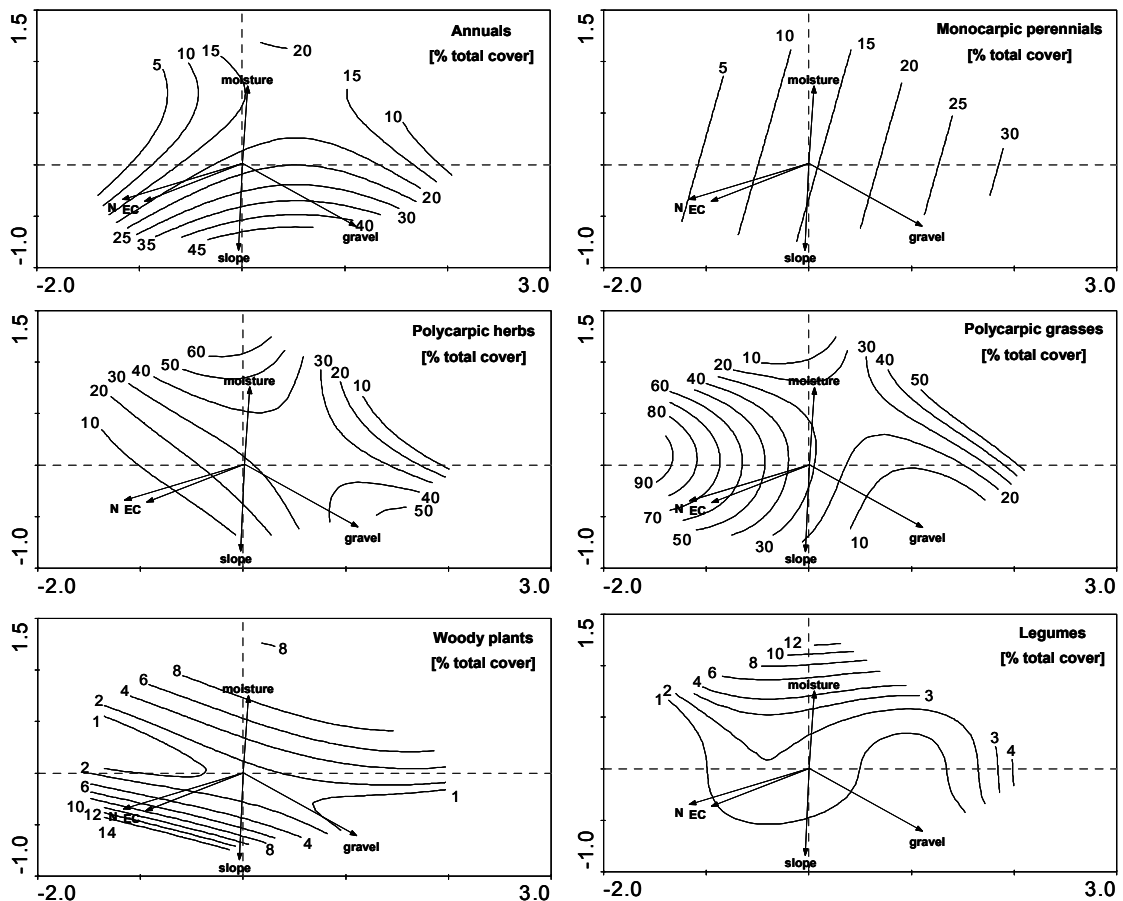 1.5
Annuals
[% total cover]
5
10
15
20
moisture
15
10
N EC
20
30
25
35
40
45
gravel
slope
-1.0
-2.0
3.0
1.5
Monocarpic perennials
[% total cover]
5
10
15
20
25
30
moisture
N EC
gravel
slope
-1.0
-2.0
3.0
1.5
Polycarpic herbs
[% total cover]
60
50
40
30
20
10
moisture
30
20
10
N EC
40
50
gravel
slope
-1.0
-2.0
3.0
1.5
Polycarpic grasses
[% total cover]
10
20
30
40
50
moisture
60
40
80
90
N EC
70
50
30
10
20
gravel
slope
-1.0
-2.0
3.0
1.5
Woody plants
[% total cover]
8
8
6
4
2
1
moisture
2
6
10
12
14
N EC
1
4
8
gravel
slope
-1.0
-2.0
3.0
1.5
Legumes
[% total cover]
12
10
8
6
4
2
1
moisture
3
3
4
N EC
gravel
slope
-1.0
-2.0
3.0